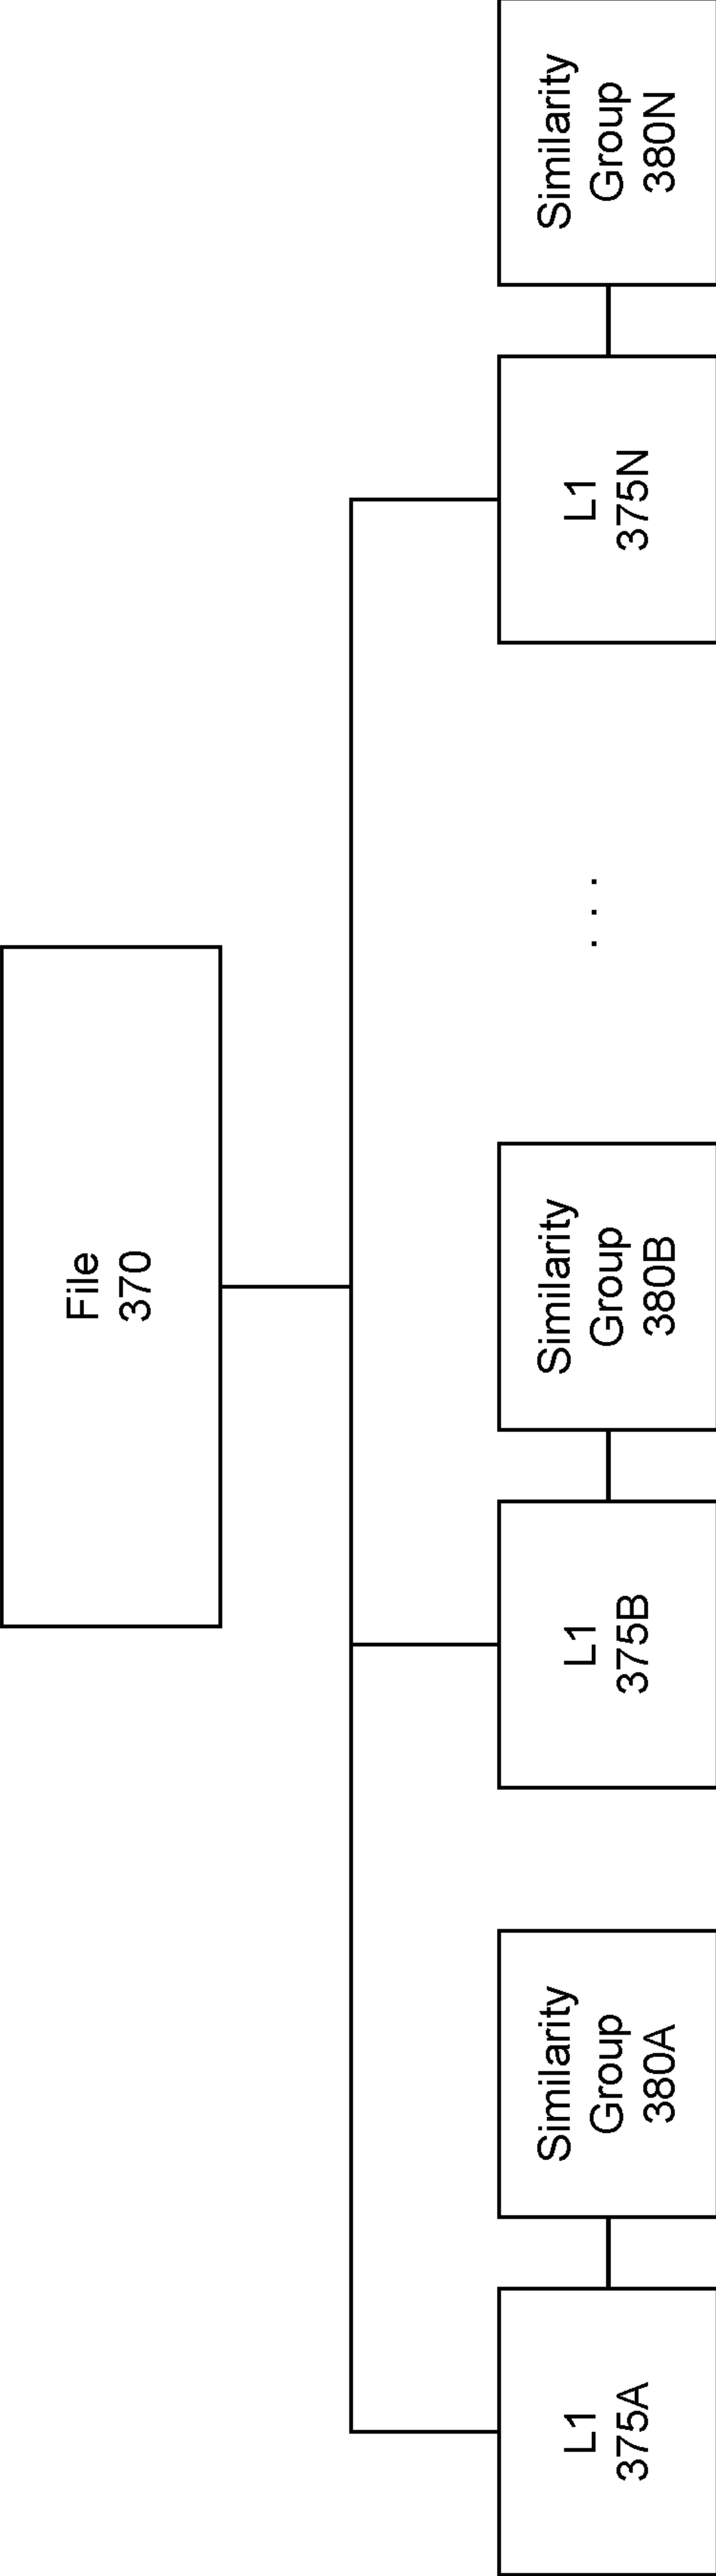 File
370
L1
375A
Similarity
Group
380A
L1
375B
Similarity
Group
380B
. . .
L1
375N
Similarity
Group
380N